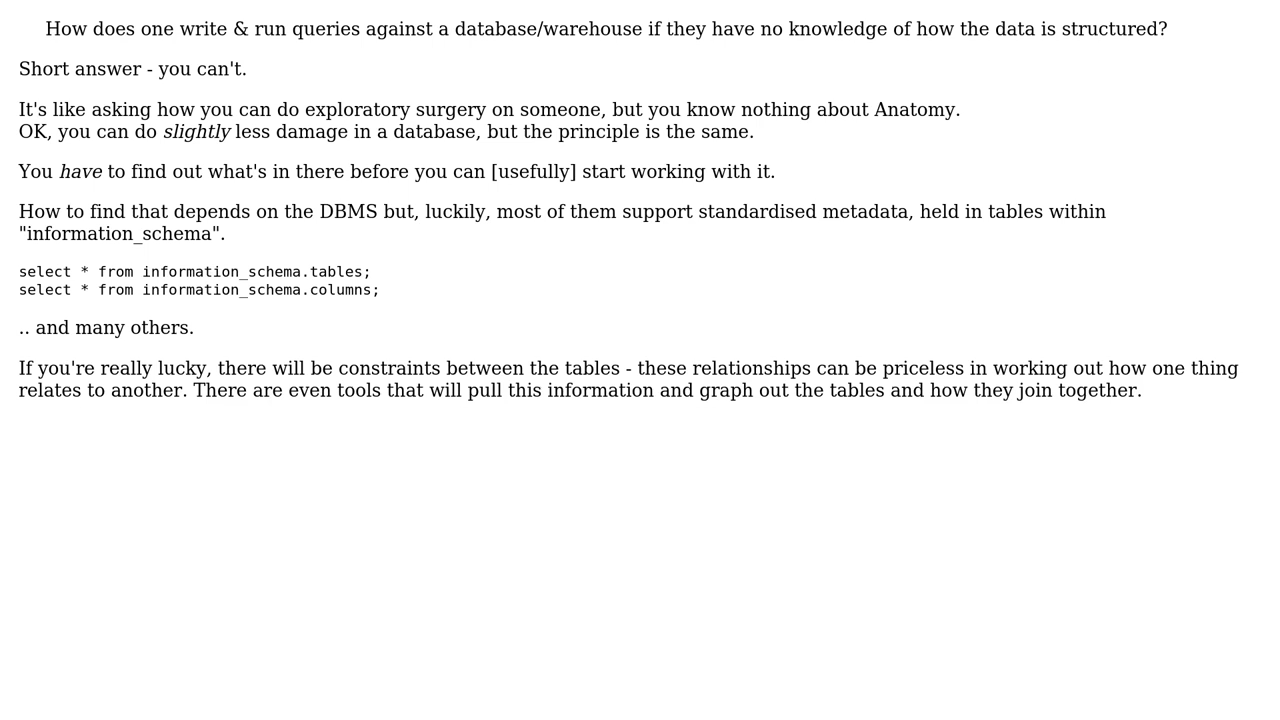 How does one write & run queries against a database/warehouse if they have no knowledge of how the data is structured?
Short answer - you can't.
It's like asking how you can do exploratory surgery on someone, but you know nothing about Anatomy.
OK, you can do slightly less damage in a database, but the principle is the same.
You have to find out what's in there before you can [usefully] start working with it.
How to find that depends on the DBMS but, luckily, most of them support standardised metadata, held in tables within
"information_schema".
select * from information_schema.tables;
select * from information_schema.columns;
.. and many others.
If you're really lucky, there will be constraints between the tables - these relationships can be priceless in working out how one thing
relates to another. There are even tools that will pull this information and graph out the tables and how they join together.